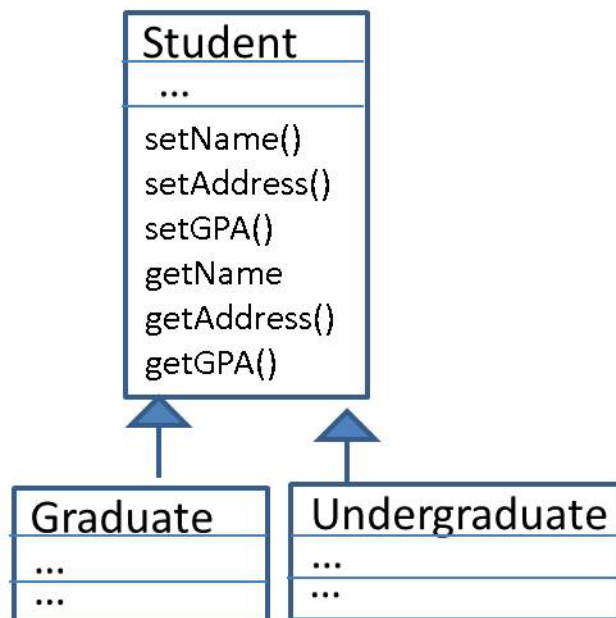 Student
...
setName()
setAddress()
setGPA()
getName
getAddress()
getGPA()
Graduate
...
...
Undergraduate
...
...